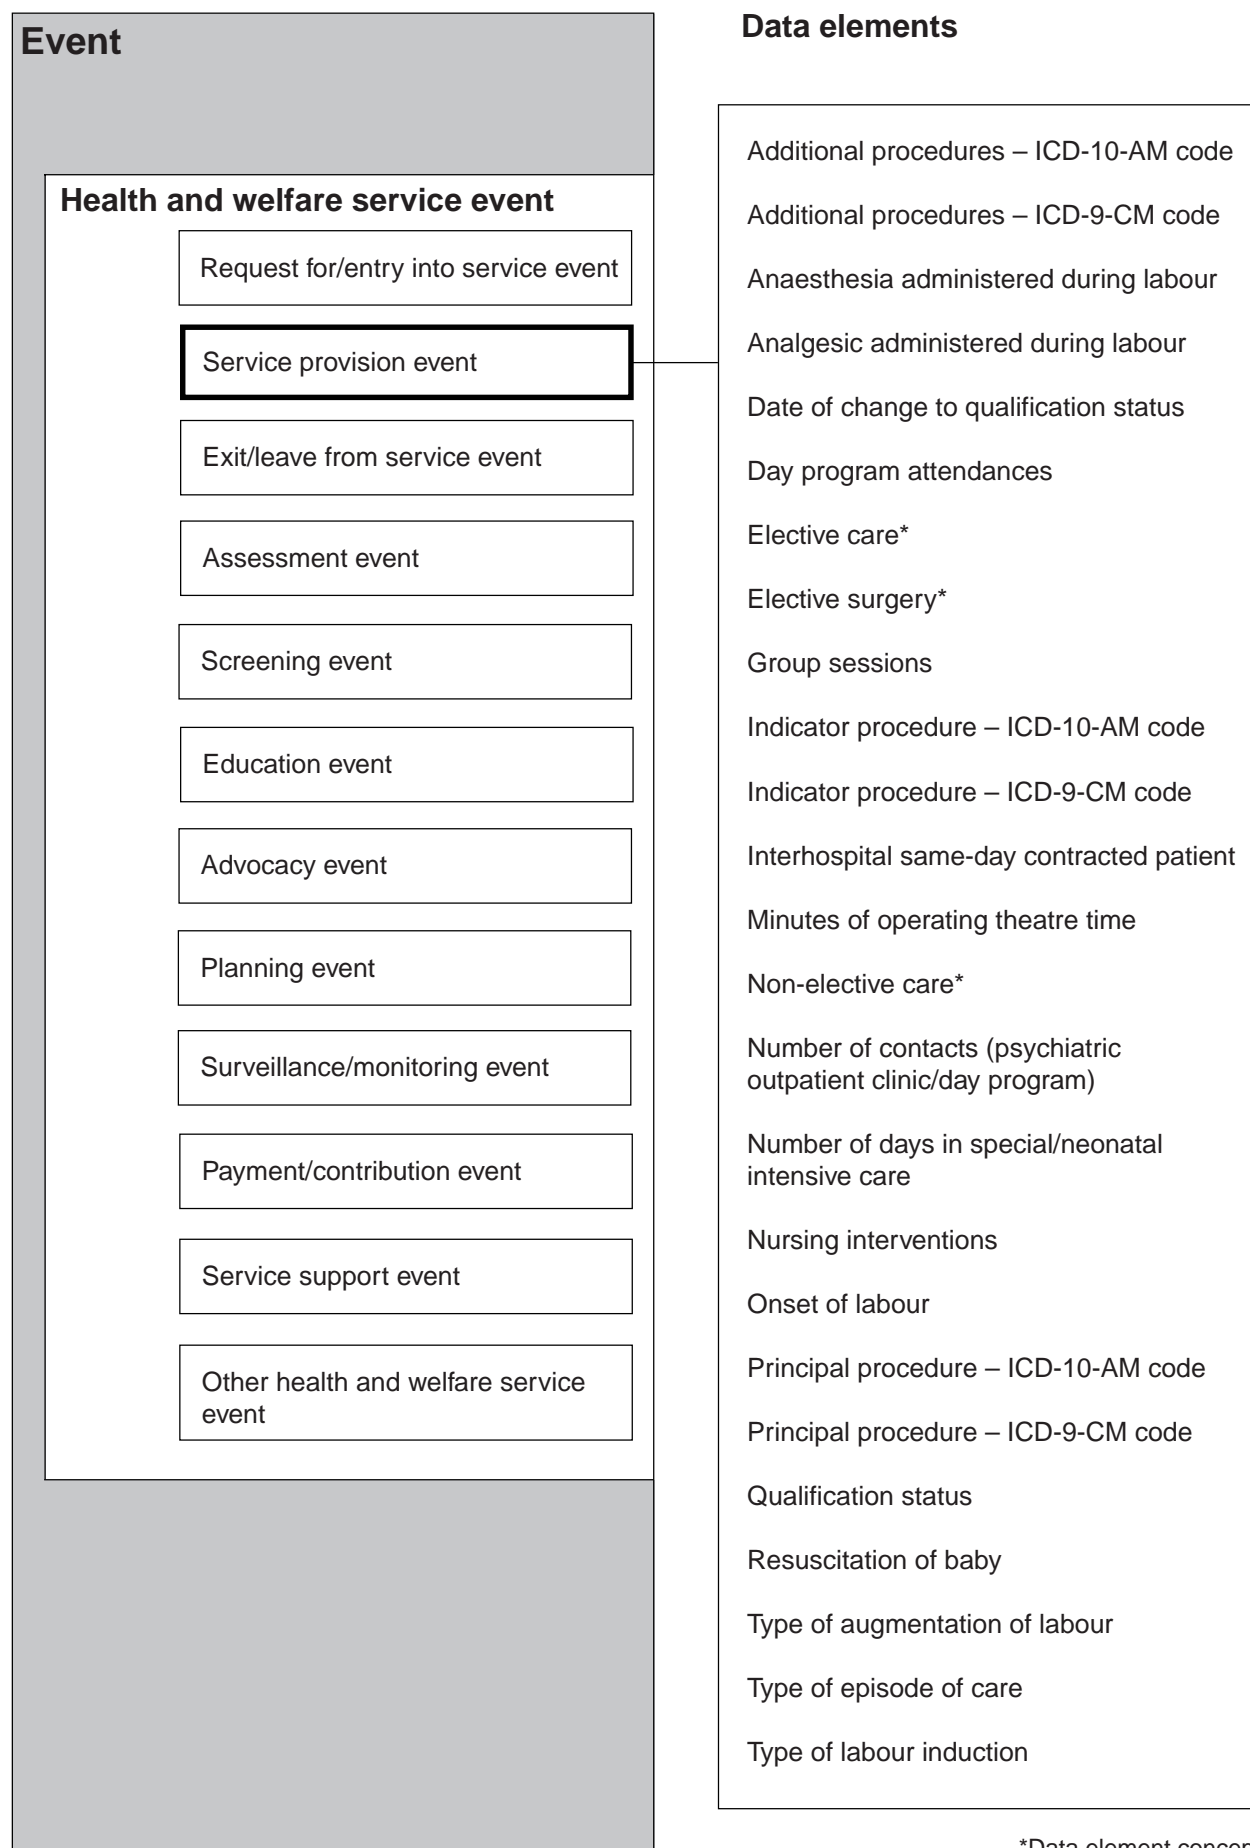 Event
Health and welfare service event
Request for/entry into service event
Service provision event
Exit/leave from service event
Assessment event
Screening event
Education event
Advocacy event
Planning event
Surveillance/monitoring event
Payment/contribution event
Service support event
Other health and welfare service
event
Data elements
Additional procedures – ICD-10-AM code
Additional procedures – ICD-9-CM code
Anaesthesia administered during labour
Analgesic administered during labour
Date of change to qualification status
Day program attendances
Elective care*
Elective surgery*
Group sessions
Indicator procedure – ICD-10-AM code
Indicator procedure – ICD-9-CM code
Interhospital same-day contracted patient
Minutes of operating theatre time
Non-elective care*
Number of contacts (psychiatric
outpatient clinic/day program)
Number of days in special/neonatal
intensive care
Nursing interventions
Onset of labour
Principal procedure – ICD-10-AM code
Principal procedure – ICD-9-CM code
Qualification status
Resuscitation of baby
Type of augmentation of labour
Type of episode of care
Type of labour induction
*Data element